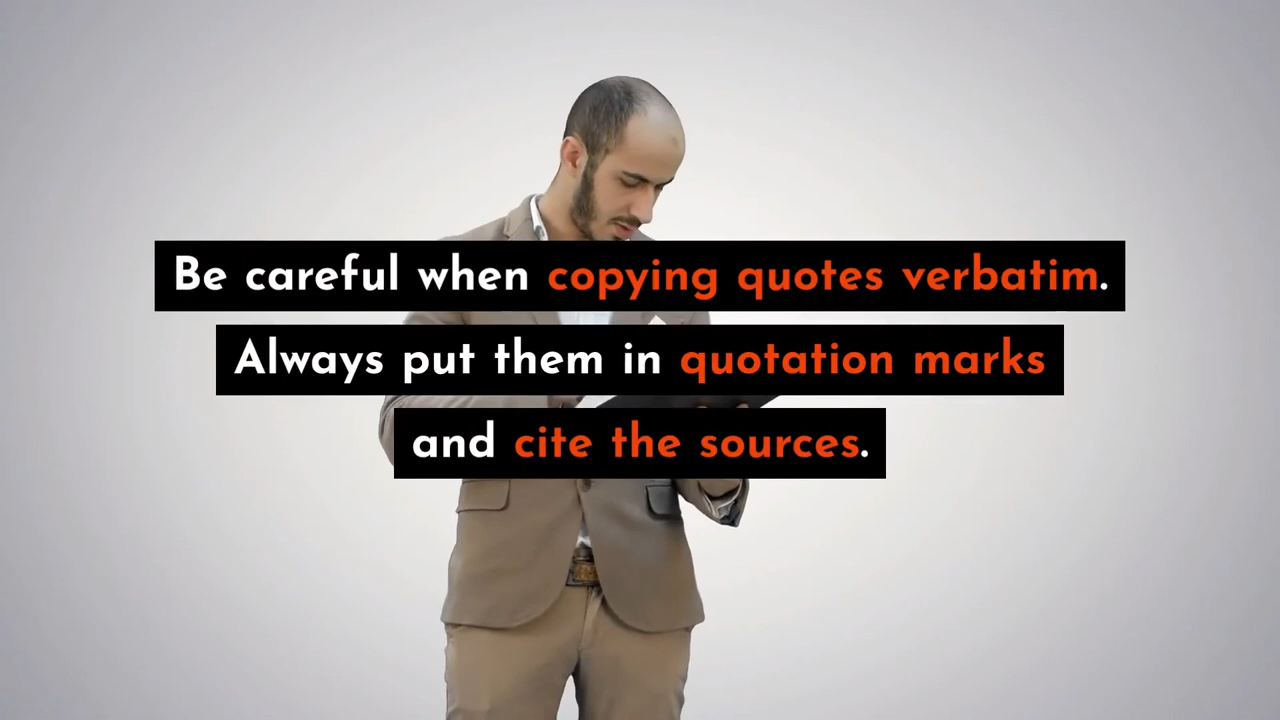 Be careful when copying quotes verbatim.
Always put them in quotation marks
and cite the sources.